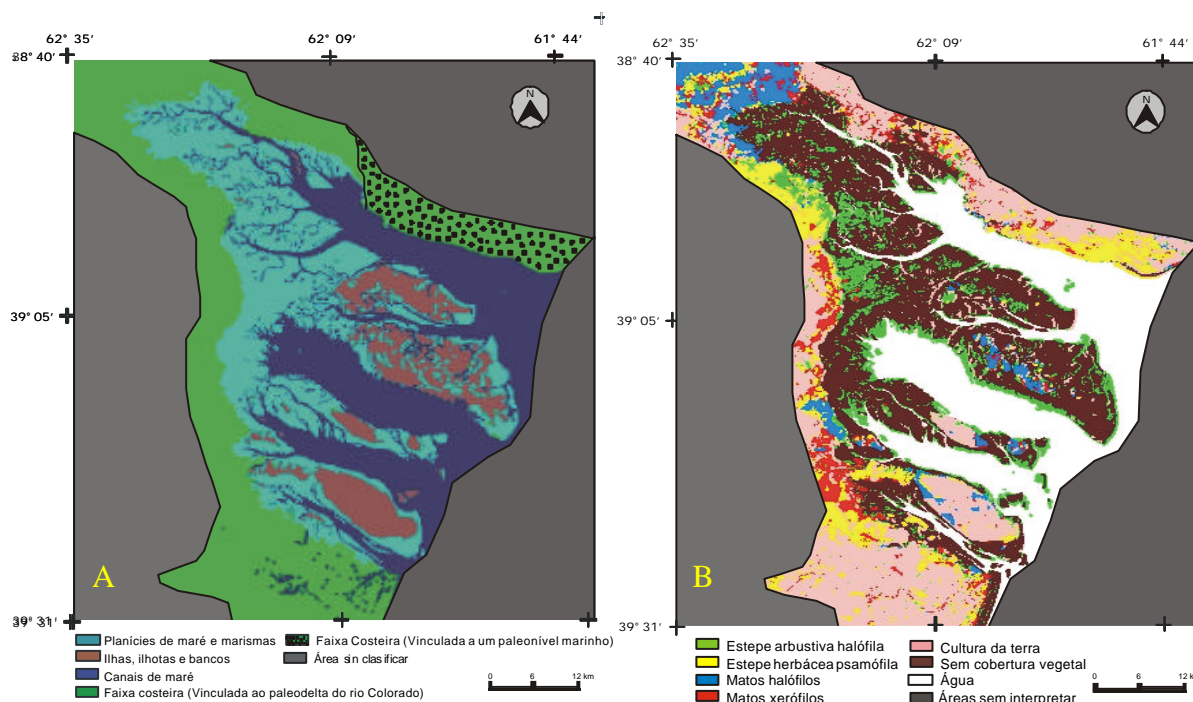 62° 35' 62° 09' 61° 44'
38° 40'
N
39° 05'
A
39° 31'
Planícies de maré e marismas
Ilhas, ilhotas e bancos
Canais de maré
Faixa costeira (Vinculada ao paleodelta do rio Colorado)
Faixa Costeira (Vinculada a um paleonível marinho)
Área sin clasificar
0 6 12 km
62° 35' 62° 09' 61° 44'
38° 40'
N
39° 05'
B
39° 31'
Estepe arbustiva halófila
Estepe herbácea psamófila
Matos halófilos
Matos xerófilos
Cultura da terra
Sem cobertura vegetal
Água
Áreas sem interpretar
0 6 12 k